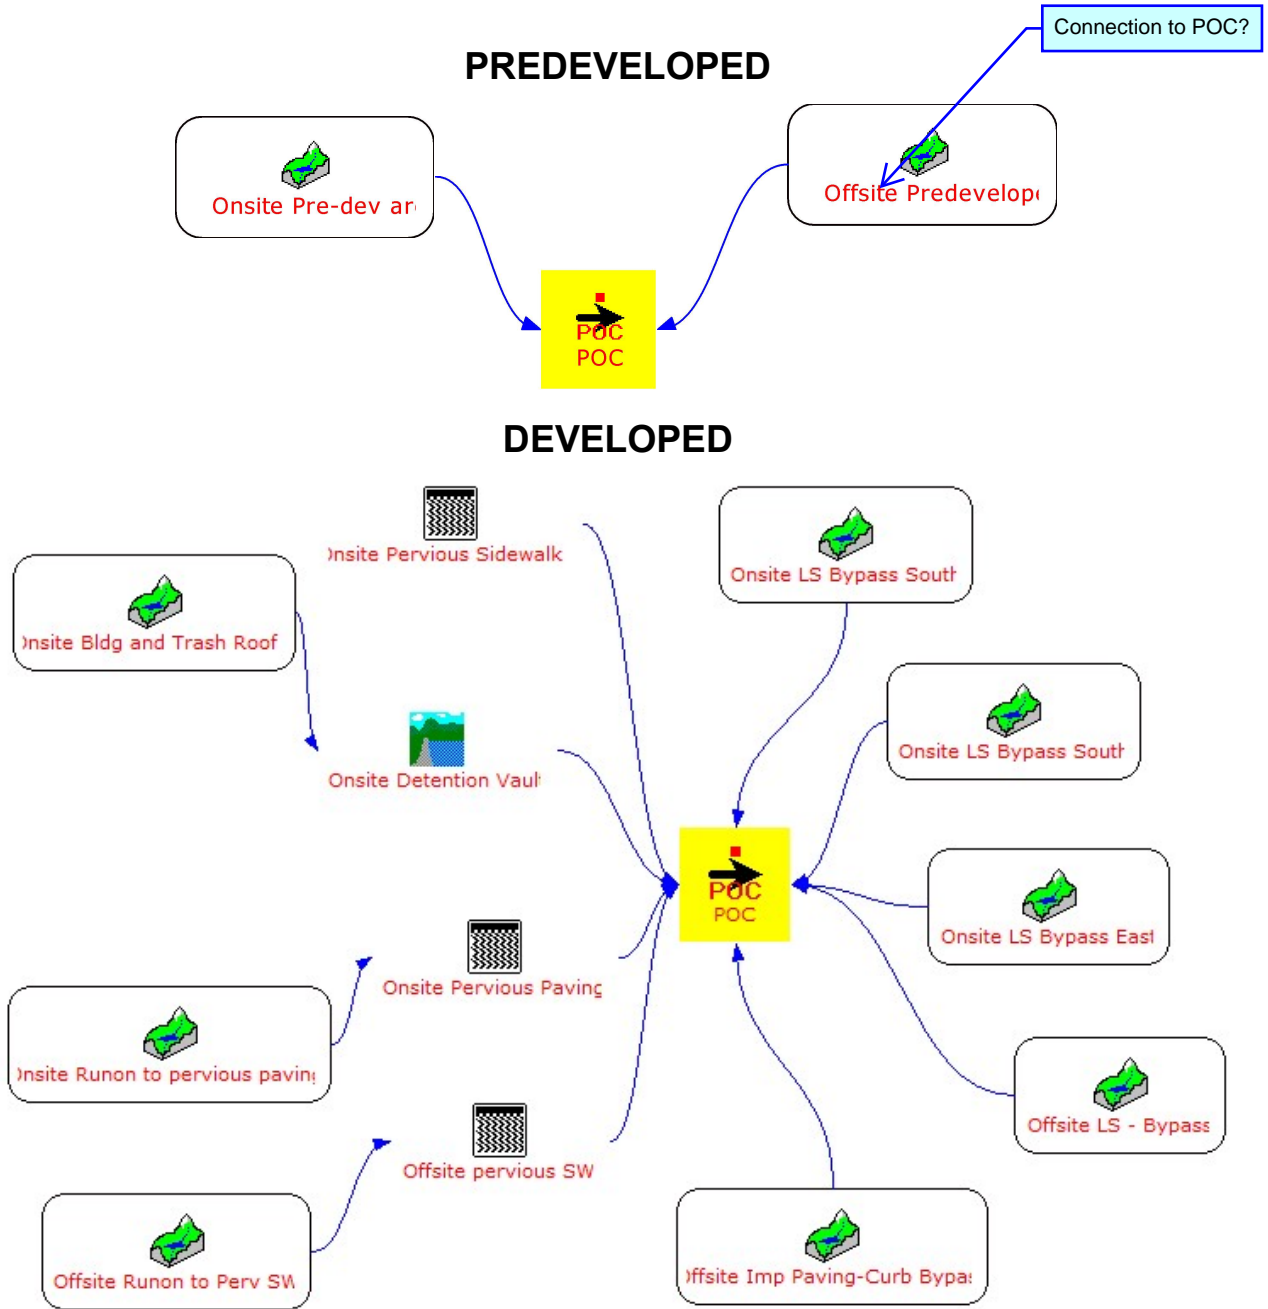 Connection to POC?
PREDEVELOPED
Onsite Pre-dev ar
Offsite Predevelop
POC
POC
DEVELOPED
nsite Pervious Sidewalk
Onsite LS Bypass South
nsite Bldg and Trash Roof
Onsite LS Bypass South
Onsite Detention Vault
POC
POC
Onsite LS Bypass East
Onsite Pervious Paving
nsite Runon to pervious paving
Offsite LS - Bypass
Offsite pervious SW
Offsite Runon to Perv SW
ffsite Imp Paving-Curb Bypas